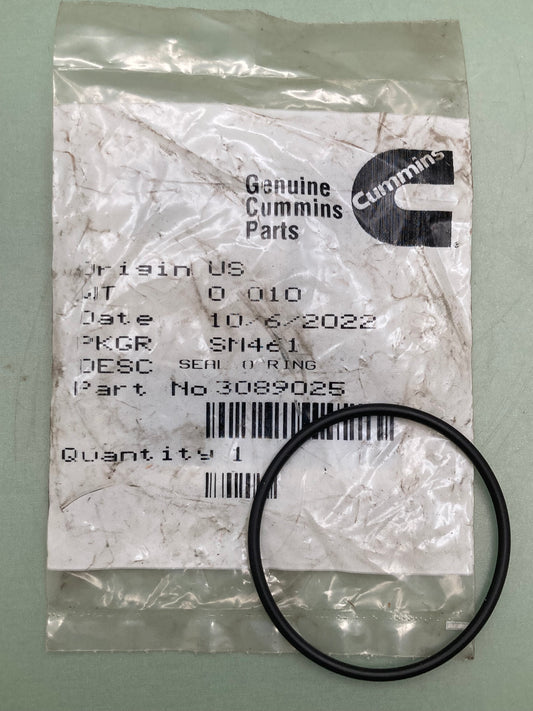 Genuine
Cummins
Parts
Cummins
Origin US
WT 0 010
Date 10/6/2022
PKGR SN461
DESC SEAL O RING
Part No 3089025
Quantity 1